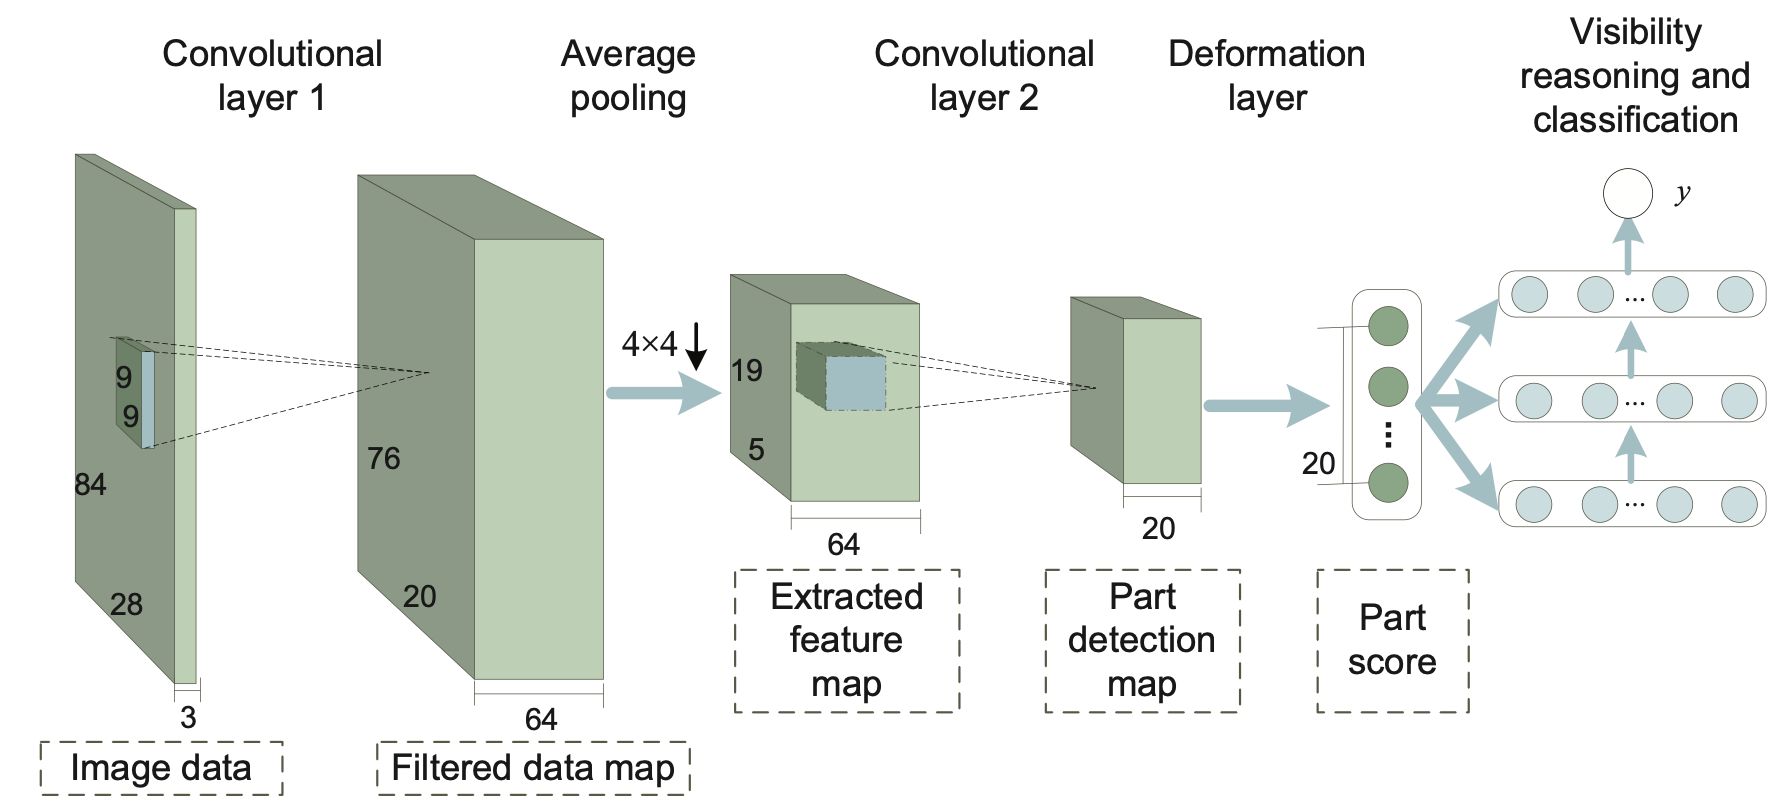 Convolutional
layer 1
Average
pooling
Convolutional
layer 2
Deformation
layer
Visibility
reasoning and
classification
y
9
9
84
28
3
Image data
76
20
64
Filtered data map
4×4
19
5
64
Extracted
feature
map
20
Part
detection
map
20
Part
score
...
...
...